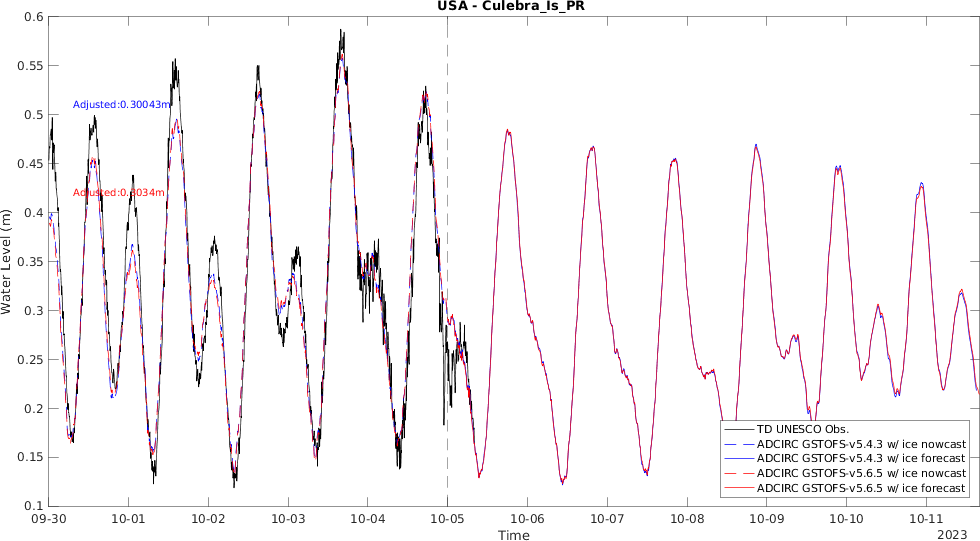 USA - Culebra_Is_PR
0.6
0.55
0.5
0.45
0.4
0.35
0.3
0.25
0.2
0.15
0.1
Water Level (m)
Adjusted:0.30043m
Adjusted:0.3034m
TD UNESCO Obs.
ADCIRC GSTOFS-v5.4.3 w/ ice nowcast
ADCIRC GSTOFS-v5.4.3 w/ ice forecast
ADCIRC GSTOFS-v5.6.5 w/ ice nowcast
ADCIRC GSTOFS-v5.6.5 w/ ice forecast
09-30 10-01 10-02 10-03 10-04 10-05 10-06 10-07 10-08 10-09 10-10 10-11
Time
2023